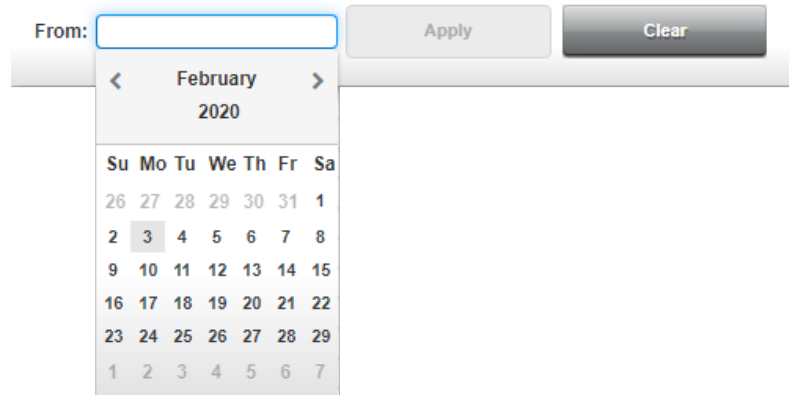 From: Apply Clear
February
2020
Su Mo Tu We Th Fr Sa
26 27 28 29 30 31 1
2 3 4 5 6 7 8
9 10 11 12 13 14 15
16 17 18 19 20 21 22
23 24 25 26 27 28 29
1 2 3 4 5 6 7